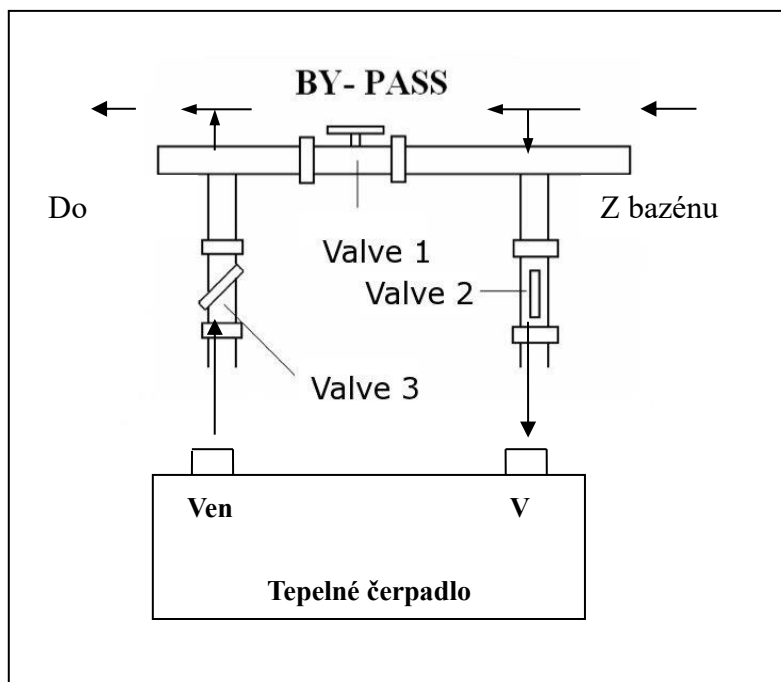 BY- PASS
Do
Z bazénu
Valve 1
Valve 2
Valve 3
Ven
V
Tepelné čerpadlo